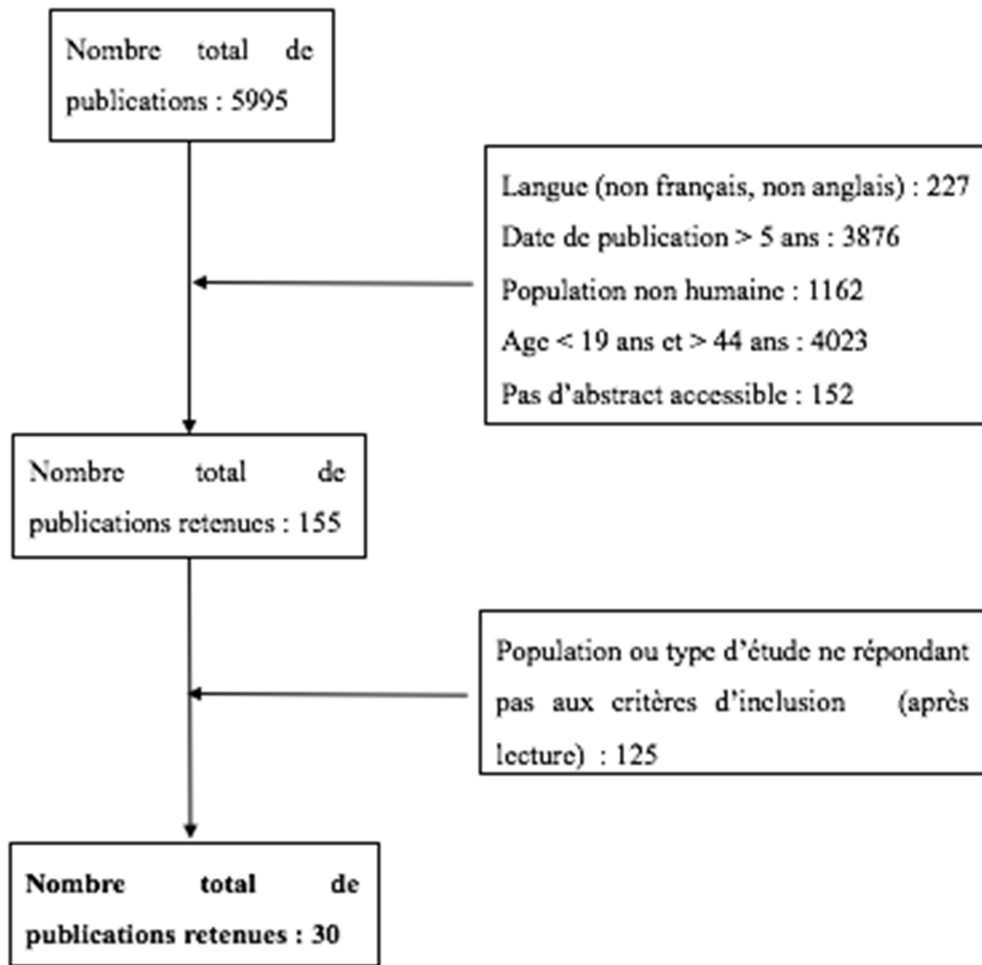 Nombre total de
publications : 5995
Langue (non français, non anglais) : 227
Date de publication > 5 ans : 3876
Population non humaine : 1162
Age < 19 ans et > 44 ans : 4023
Pas d'abstract accessible : 152
Nombre total de
publications retenues : 155
Population ou type d'étude ne répondant
pas aux critères d'inclusion (après
lecture) : 125
Nombre total de
publications retenues : 30